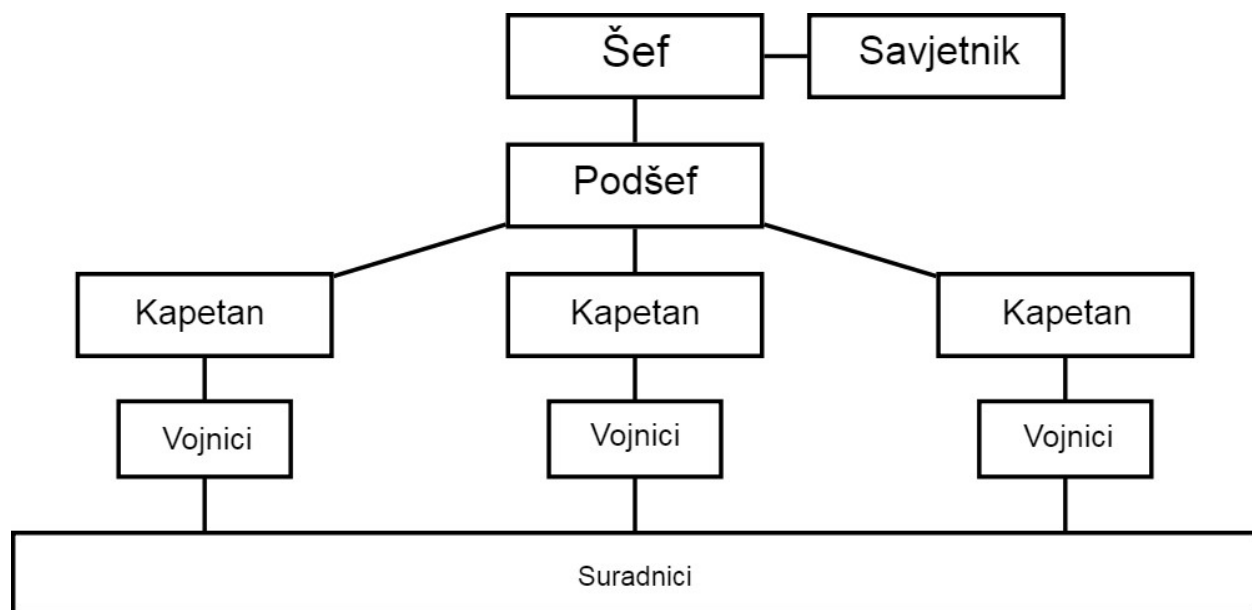 Šef
Savjetnik
Podšef
Kapetan
Kapetan
Kapetan
Vojnici
Vojnici
Vojnici
Suradnici